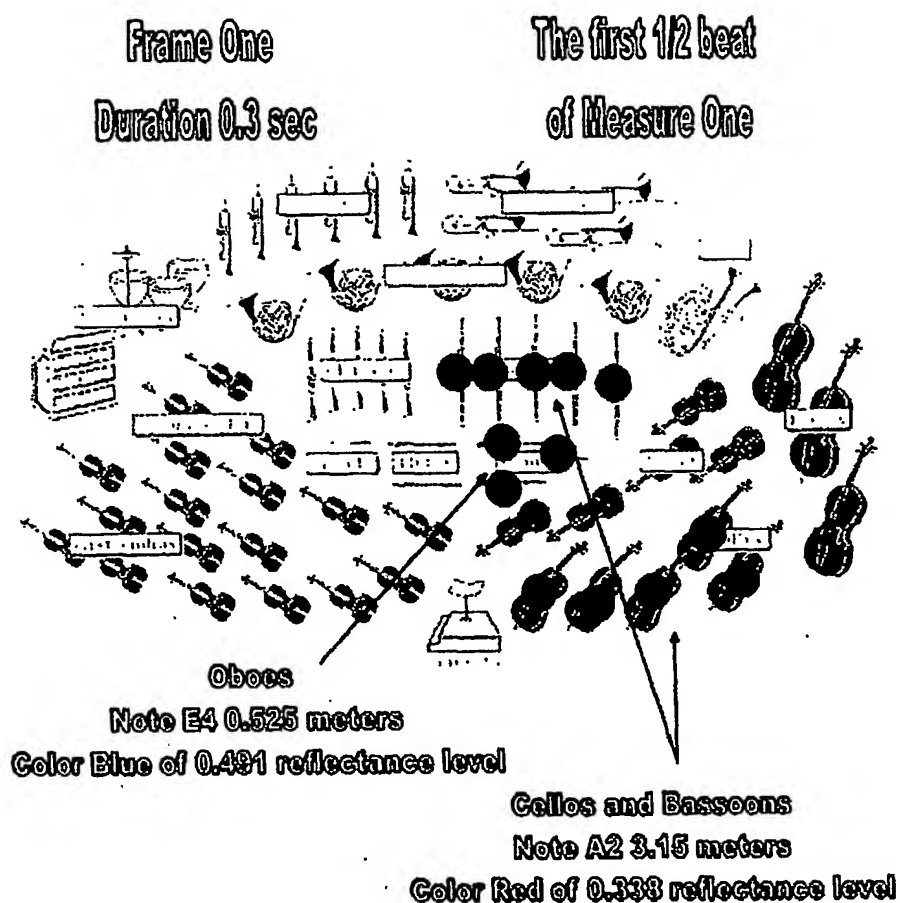 Frame One
Duration 0.3 sec
The first 1/2 beat
of Measure One
Oboes
Note E4 0.525 meters
Color Blue of 0.491 reflectance level
Cellos and Bassoons
Note A2 3.15 meters
Color Red of 0.338 reflectance level